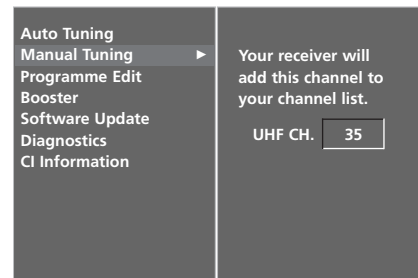 Auto Tuning
Manual Tuning ►
Programme Edit
Booster
Software Update
Diagnostics
CI Information
Your receiver will
add this channel to
your channel list.
UHF CH. 35